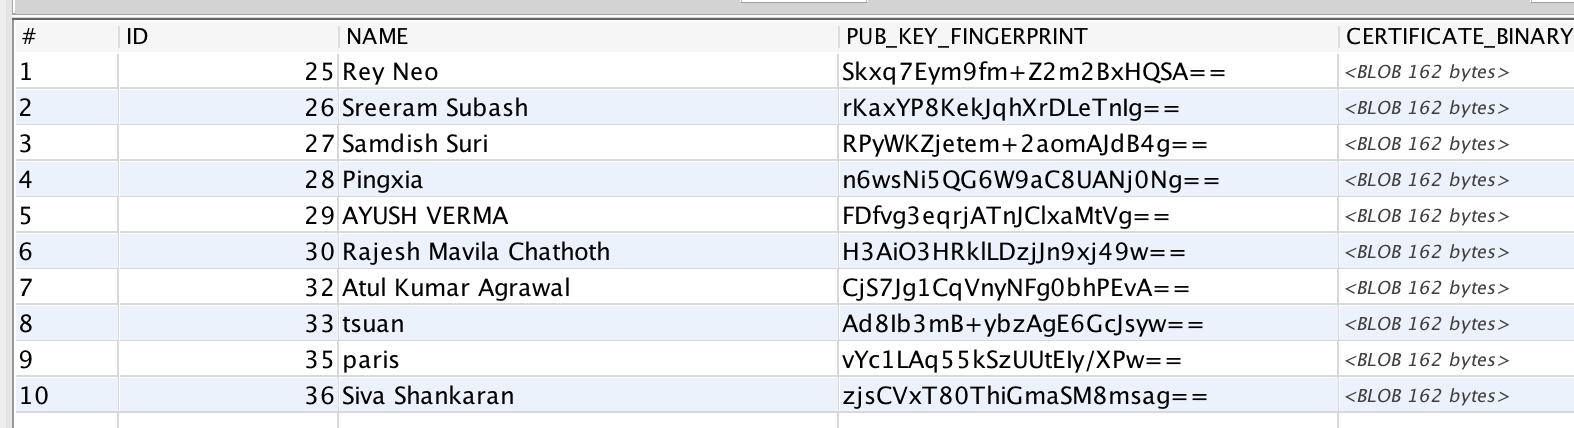 # ID NAME PUB_KEY_FINGERPRINT CERTIFICATE_BINARY
1 25 Rey Neo Skxq7Eym9fm+Z2m2BxHQSA== <BLOB 162 bytes>
2 26 Sreeram Subash rKaxYP8KekJqhXrDLeTnIg== <BLOB 162 bytes>
3 27 Samdish Suri RPyWKZjetem+2aomAJdB4g== <BLOB 162 bytes>
4 28 Pingxia n6wsNi5QG6W9aC8UANj0Ng== <BLOB 162 bytes>
5 29 AYUSH VERMA FDfvg3eqrjATnJClxaMtVg== <BLOB 162 bytes>
6 30 Rajesh Mavila Chathoth H3AiO3HRklLDzjJn9xj49w== <BLOB 162 bytes>
7 32 Atul Kumar Agrawal CjS7Jg1CqVnyNFg0bhPEvA== <BLOB 162 bytes>
8 33 tsuan Ad8Ib3mB+ybzAgE6GcJsyw== <BLOB 162 bytes>
9 35 paris vYc1LAq55kSzUUtEIy/XPw== <BLOB 162 bytes>
10 36 Siva Shankaran zjsCVxT80ThiGmaSM8msag== <BLOB 162 bytes>